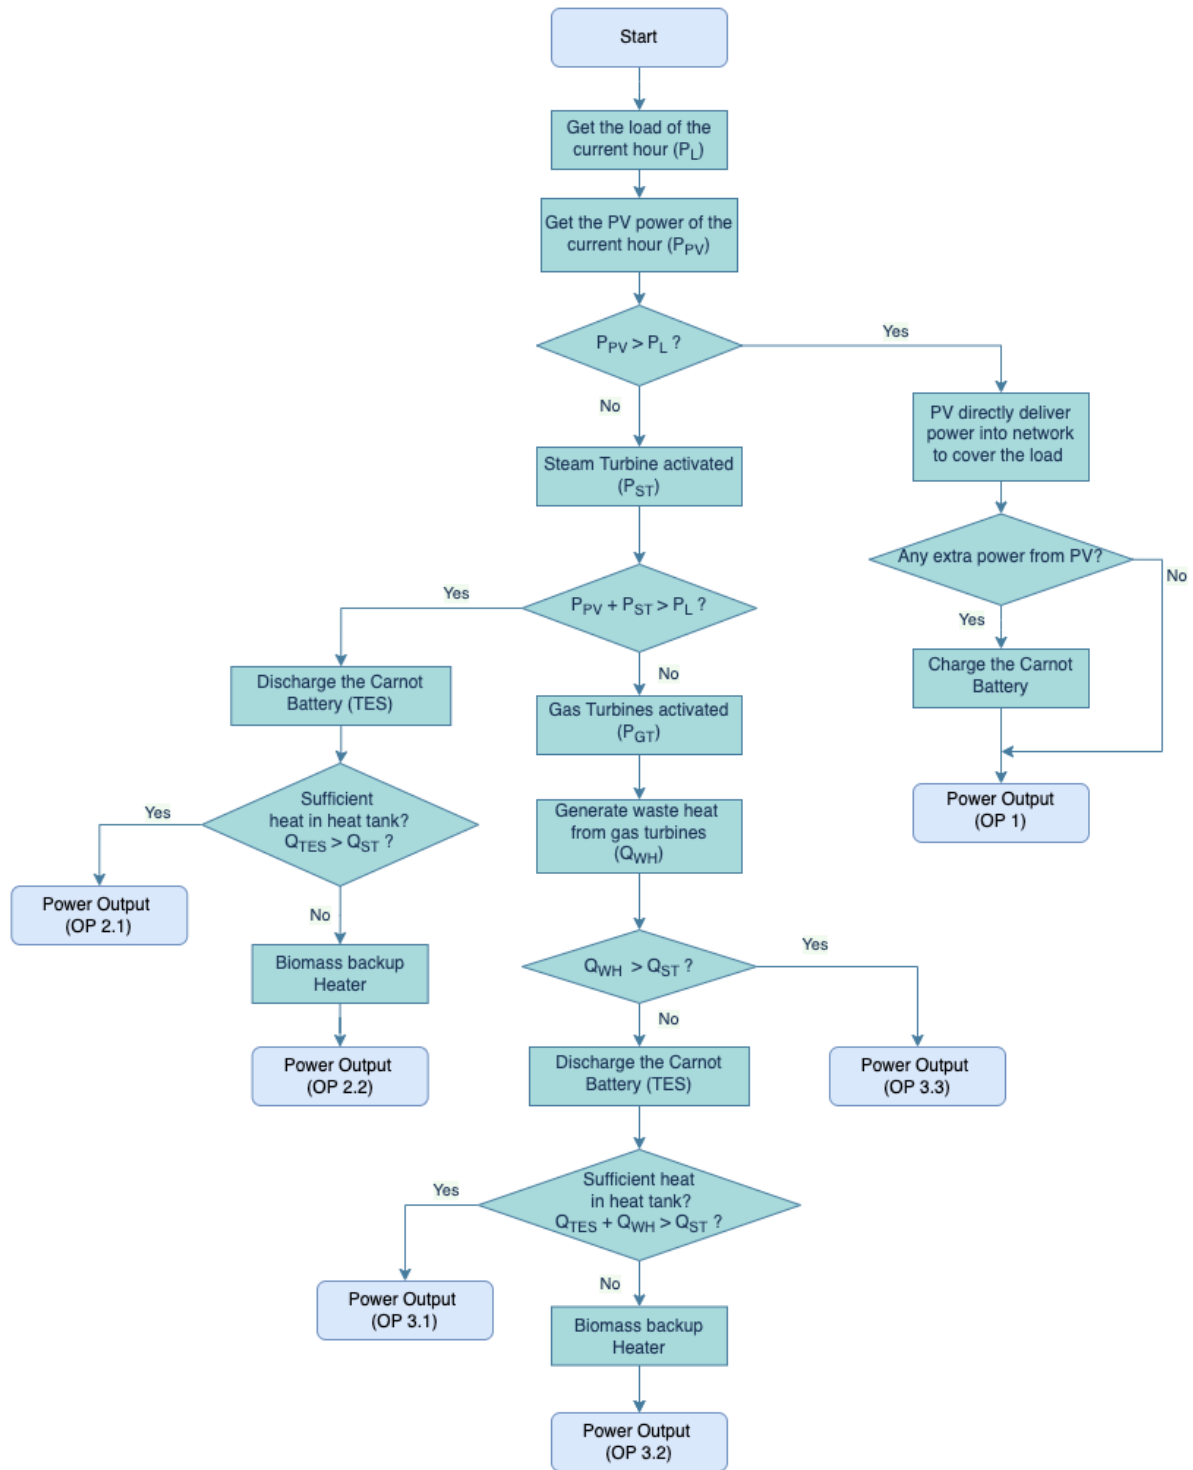 Start
Get the load of the
current hour (PL)
Get the PV power of the
current hour (PPV)
PPV > PL ?
Yes
No
PV directly deliver
power into network
to cover the load
Steam Turbine activated
(PST)
Any extra power from PV?
No
Yes
Charge the Carnot
Battery
Power Output
(OP 1)
PPV + PST > PL ?
Yes
No
Discharge the Carnot
Battery (TES)
Sufficient
heat in heat tank?
QTES > QST ?
Yes
Power Output
(OP 2.1)
No
Biomass backup
Heater
Power Output
(OP 2.2)
Gas Turbines activated
(PGT)
Generate waste heat
from gas turbines
(QWH)
QWH > QST ?
Yes
No
Power Output
(OP 3.3)
Discharge the Carnot
Battery (TES)
Sufficient heat
in heat tank?
QTES + QWH > QST ?
Yes
Power Output
(OP 3.1)
No
Biomass backup
Heater
Power Output
(OP 3.2)